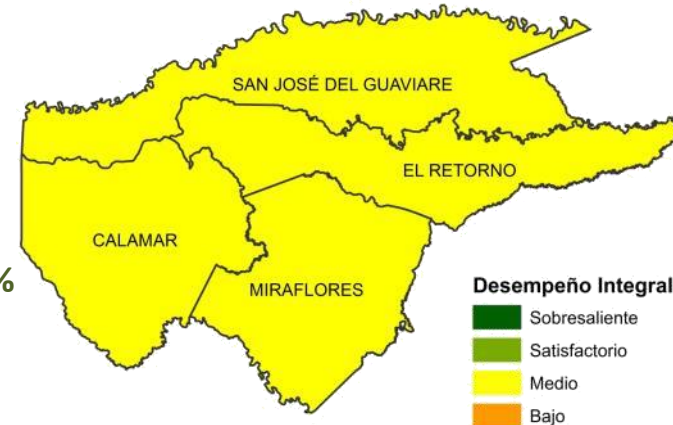 SAN JOSÉ DEL GUAVIARE
EL RETORNO
CALAMAR
%
MIRAFLORES
Desempeño Integral
Sobresaliente
Satisfactorio
Medio
Bajo